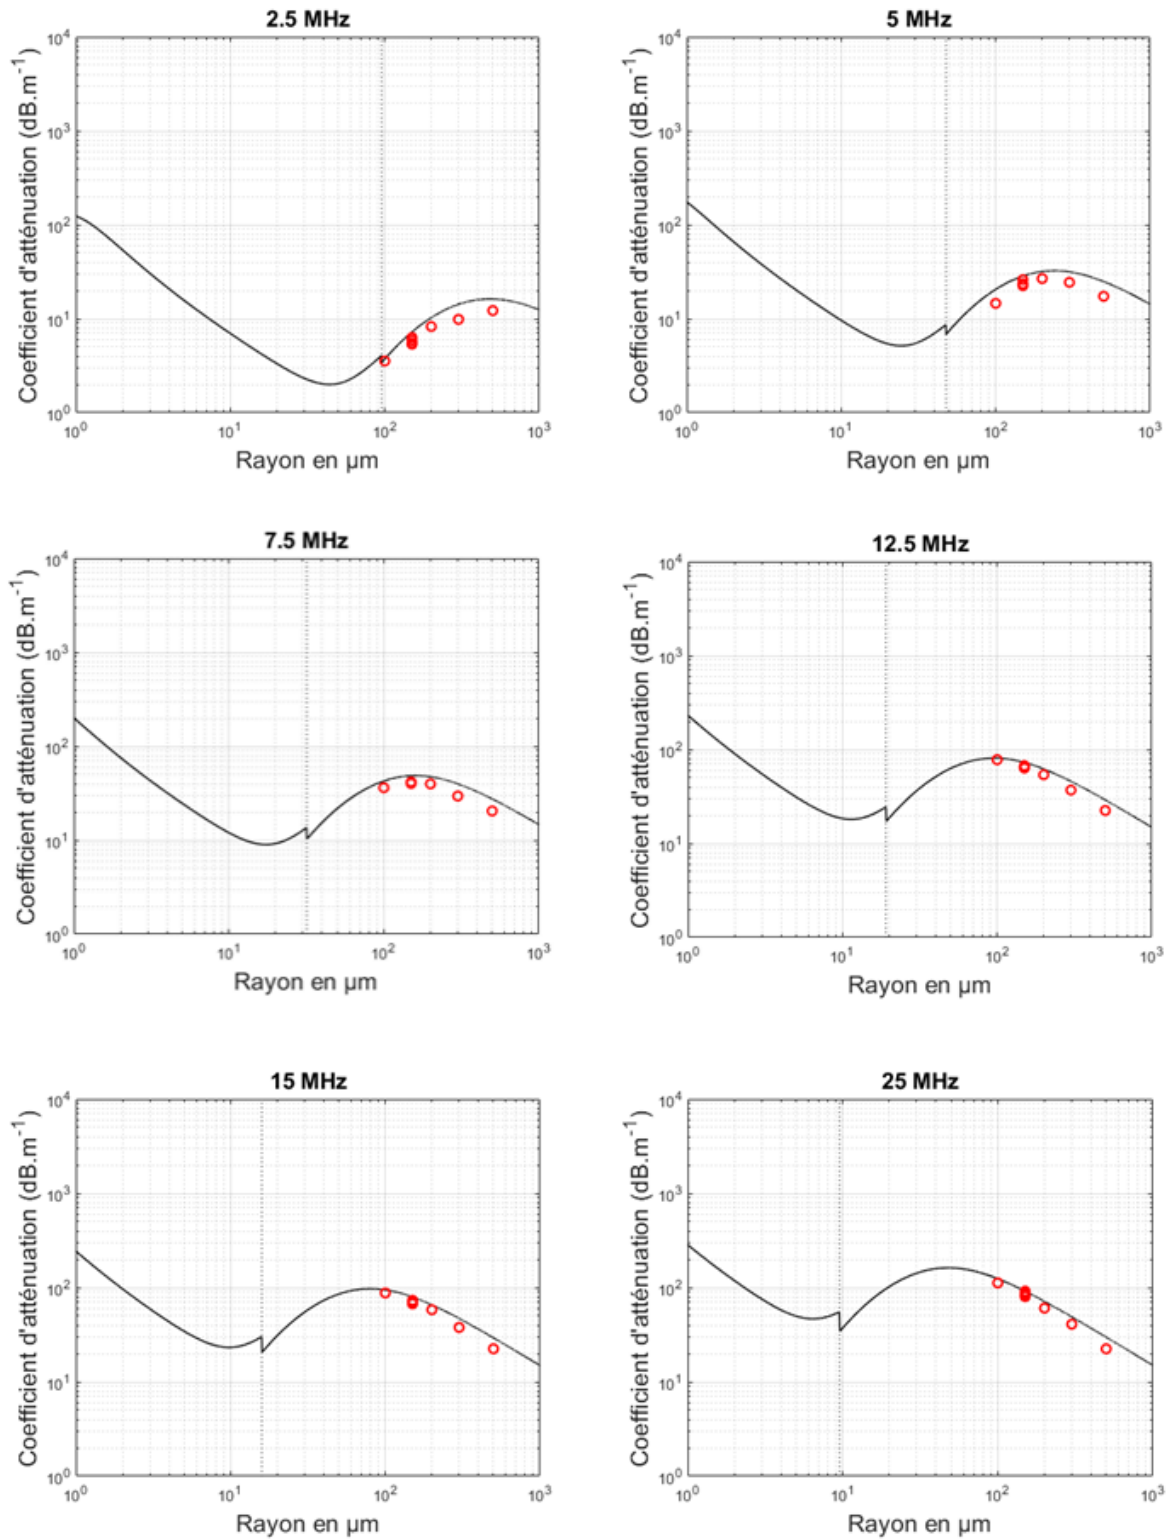 2.5 MHz
Coefficient d'atténuation (dB.m⁻¹)
10⁴
10³
10²
10¹
10⁰
10⁰ 10¹ 10² 10³
Rayon en µm
5 MHz
Coefficient d'atténuation (dB.m⁻¹)
10⁴
10³
10²
10¹
10⁰
10⁰ 10¹ 10² 10³
Rayon en µm
7.5 MHz
Coefficient d'atténuation (dB.m⁻¹)
10⁴
10³
10²
10¹
10⁰
10⁰ 10¹ 10² 10³
Rayon en µm
12.5 MHz
Coefficient d'atténuation (dB.m⁻¹)
10⁴
10³
10²
10¹
10⁰
10⁰ 10¹ 10² 10³
Rayon en µm
15 MHz
Coefficient d'atténuation (dB.m⁻¹)
10⁴
10³
10²
10¹
10⁰
10⁰ 10¹ 10² 10³
Rayon en µm
25 MHz
Coefficient d'atténuation (dB.m⁻¹)
10⁴
10³
10²
10¹
10⁰
10⁰ 10¹ 10² 10³
Rayon en µm